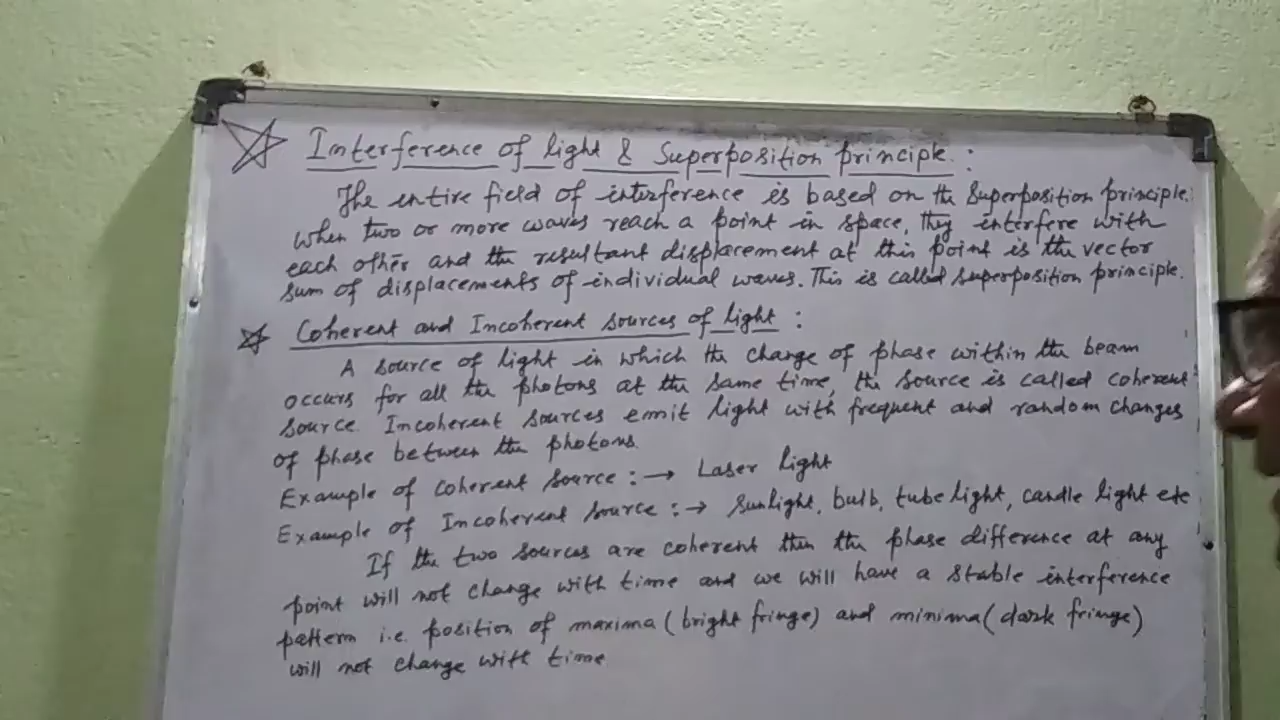 Interference of light & Superposition principle :
The entire field of interference is based on the superposition principle.
When two or more waves reach a point in space, they interfere with
each other and the resultant displacement at this point is the vector
sum of displacements of individual waves. This is called superposition principle.
Coherent and Incoherent sources of light :
A source of light in which the change of phase within the beam
occurs for all the photons at the same time, the source is called coherent
source. Incoherent sources emit light with frequent and random changes
of phase between the photons.
Example of coherent source : → Laser light
Example of Incoherent source : → Sunlight, bulb, tube light, candle light etc
If the two sources are coherent then the phase difference at any
point will not change with time and we will have a stable interference
pattern i.e. position of maxima (bright fringe) and minima (dark fringe)
will not change with time